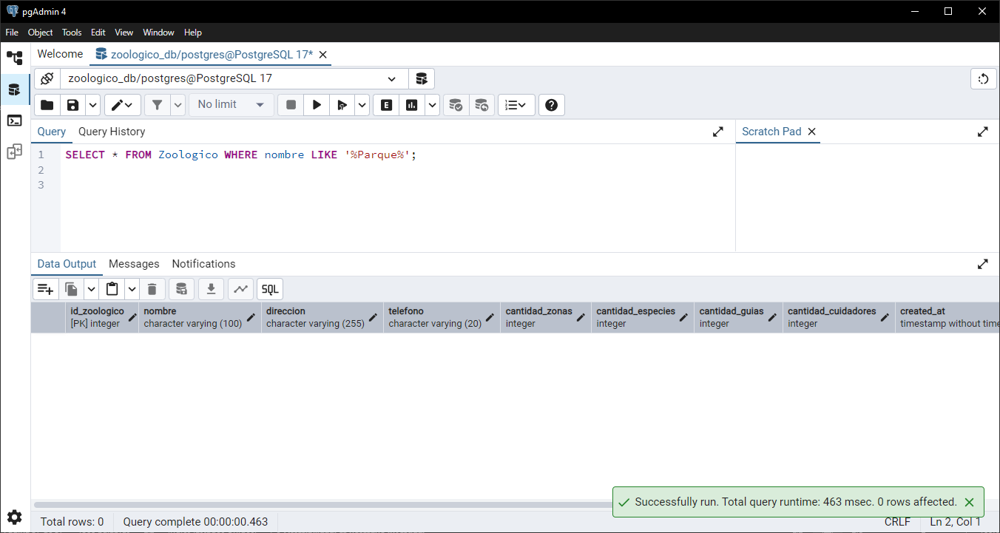 pgAdmin 4
File Object Tools Edit View Window Help
Welcome zoologico_db/postgres@PostgreSQL 17*
zoologico_db/postgres@PostgreSQL 17
No limit E
Query Query History Scratch Pad
1 SELECT * FROM Zoologico WHERE nombre LIKE '%Parque%';
2
3
Data Output Messages Notifications
SQL
id_zoologico nombre direccion telefono cantidad_zonas cantidad_especies cantidad_guias cantidad_cuidadores created_at
[PK] integer character varying (100) character varying (255) character varying (20) integer integer integer integer timestamp without time
Successfully run. Total query runtime: 463 msec. 0 rows affected.
Total rows: 0 Query complete 00:00:00.463 CRLF Ln 2, Col 1